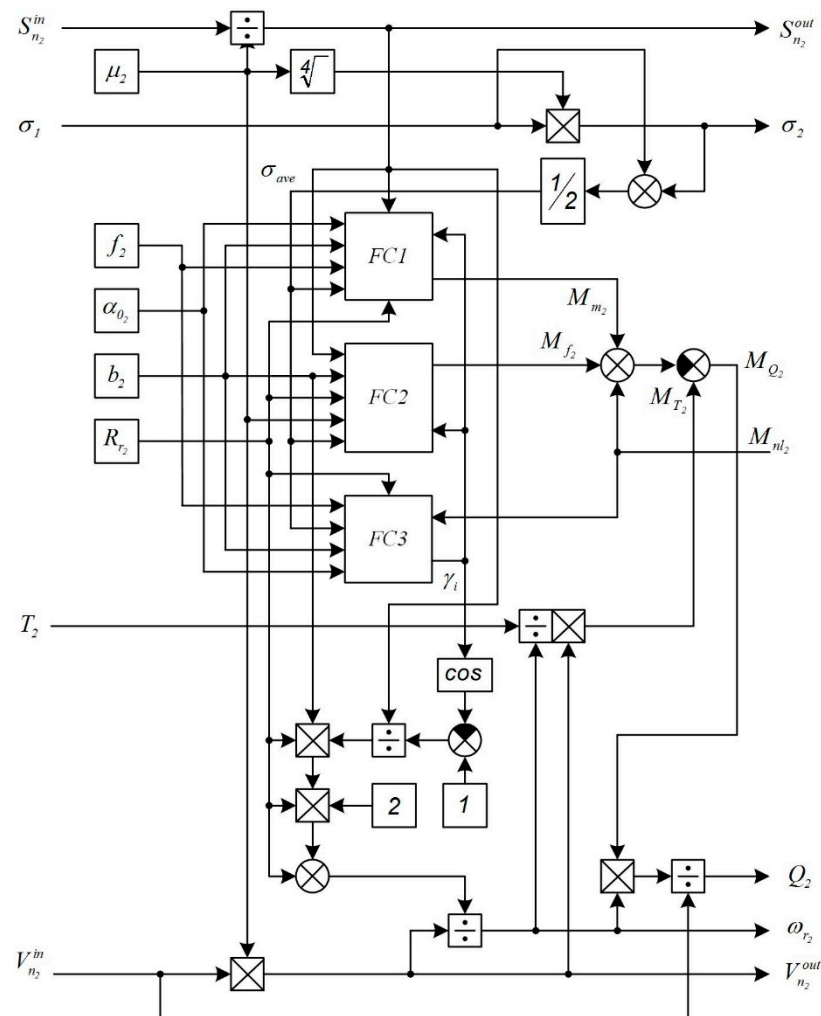 S_{n_2}^{in} ÷ S_{n_2}^{out}
μ_2 ∜
σ_1 σ_2
σ_{ave} 1/2
f_2 FC1
α_{0_2} M_{m_2}
b_2 FC2 M_{f_2} M_{Q_2}
M_{T_2}
R_{r_2} M_{nl_2}
FC3
γ_i
T_2 ÷
cos
÷
2 1
÷ Q_2
÷ ω_{r_2}
V_{n_2}^{in} V_{n_2}^{out}